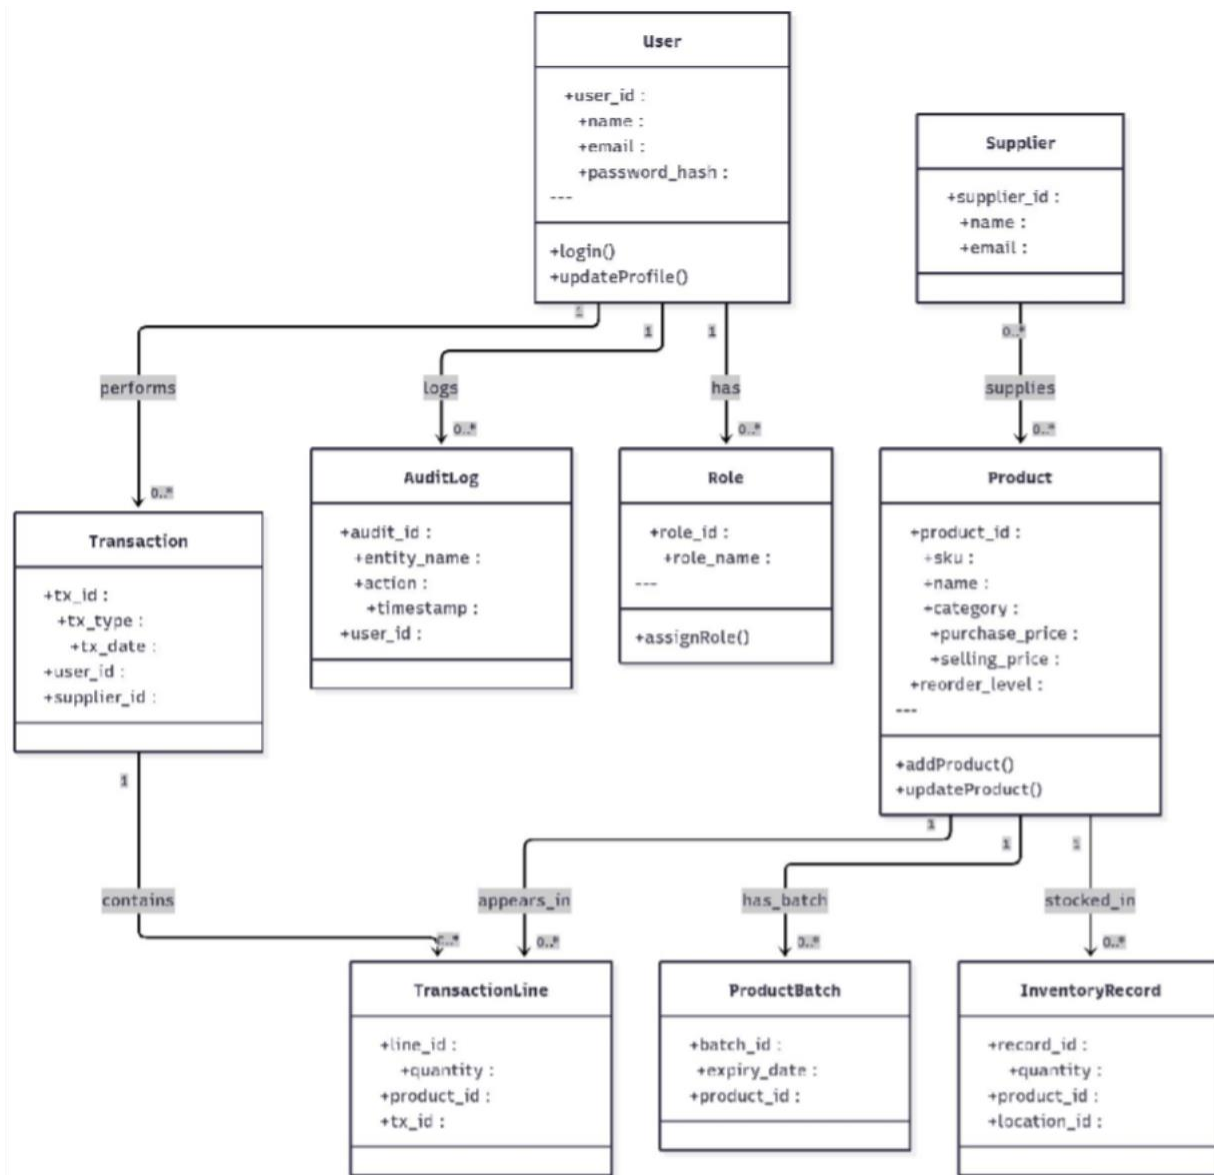 User
+user_id :
+name :
+email :
+password_hash :
---
+login()
+updateProfile()
Supplier
+supplier_id :
+name :
+email :
1
1
1
0..*
performs
logs
has
supplies
0..*
0..*
0..*
0..*
Transaction
+tx_id :
+tx_type :
+tx_date :
+user_id :
+supplier_id :
AuditLog
+audit_id :
+entity_name :
+action :
+timestamp :
+user_id :
Role
+role_id :
+role_name :
---
+assignRole()
Product
+product_id :
+sku :
+name :
+category :
+purchase_price :
+selling_price :
+reorder_level :
---
+addProduct()
+updateProduct()
1
1
1
1
contains
appears_in
has_batch
stocked_in
0..*
0..*
0..*
0..*
TransactionLine
+line_id :
+quantity :
+product_id :
+tx_id :
ProductBatch
+batch_id :
+expiry_date :
+product_id :
InventoryRecord
+record_id :
+quantity :
+product_id :
+location_id :